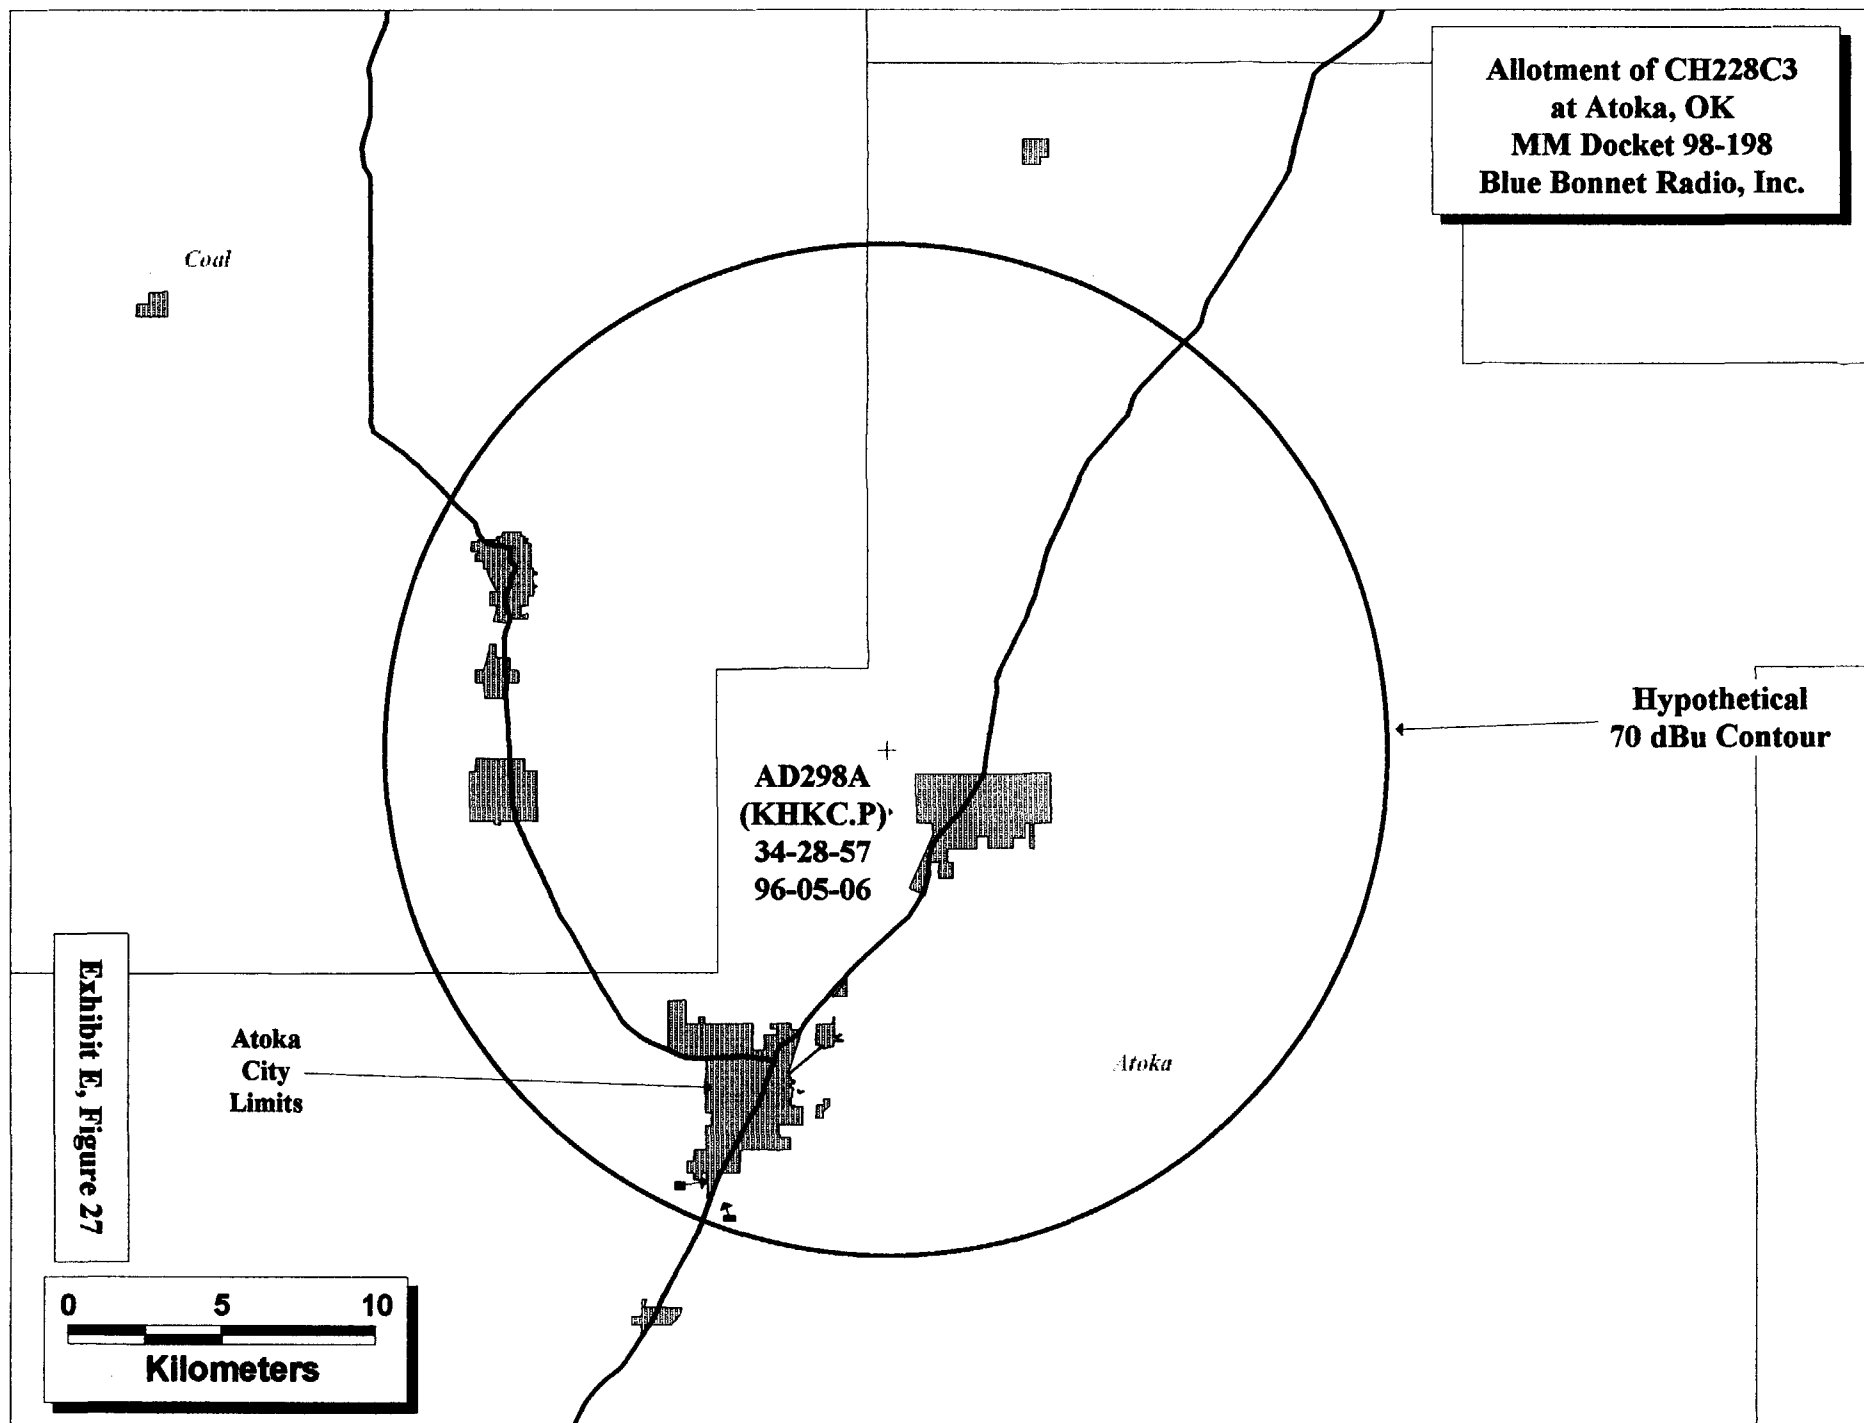 Allotment of CH228C3
at Atoka, OK
MM Docket 98-198
Blue Bonnet Radio, Inc.
Coal
Hypothetical
70 dBu Contour
AD298A
(KHKC.P)
34-28-57
96-05-06
Exhibit E, Figure 27
Atoka
City
Limits
Atoka
0 5 10
Kilometers